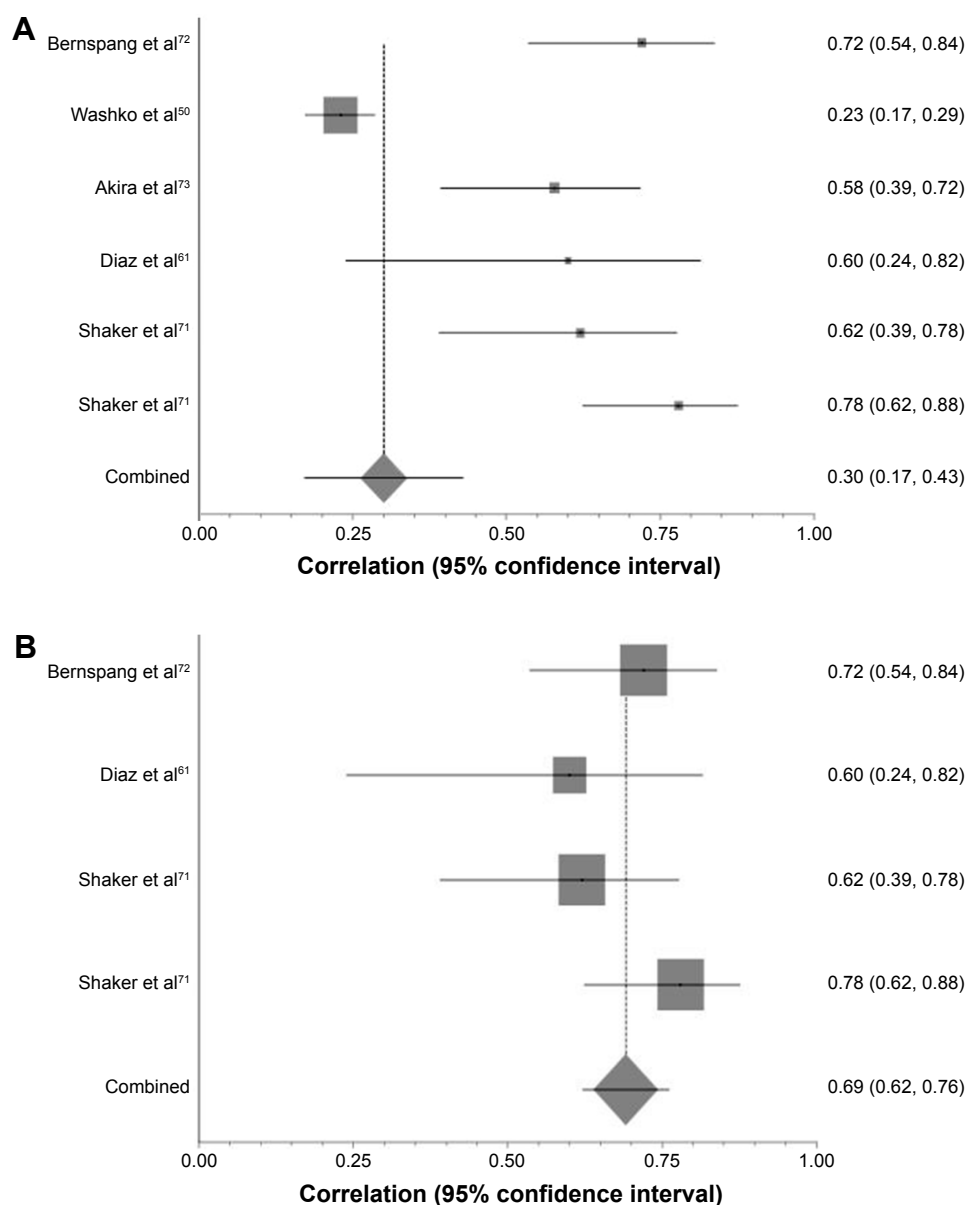 A
Bernspang et al⁷² 0.72 (0.54, 0.84)
Washko et al⁵⁰ 0.23 (0.17, 0.29)
Akira et al⁷³ 0.58 (0.39, 0.72)
Diaz et al⁶¹ 0.60 (0.24, 0.82)
Shaker et al⁷¹ 0.62 (0.39, 0.78)
Shaker et al⁷¹ 0.78 (0.62, 0.88)
Combined 0.30 (0.17, 0.43)
0.00 0.25 0.50 0.75 1.00
Correlation (95% confidence interval)
B
Bernspang et al⁷² 0.72 (0.54, 0.84)
Diaz et al⁶¹ 0.60 (0.24, 0.82)
Shaker et al⁷¹ 0.62 (0.39, 0.78)
Shaker et al⁷¹ 0.78 (0.62, 0.88)
Combined 0.69 (0.62, 0.76)
0.00 0.25 0.50 0.75 1.00
Correlation (95% confidence interval)